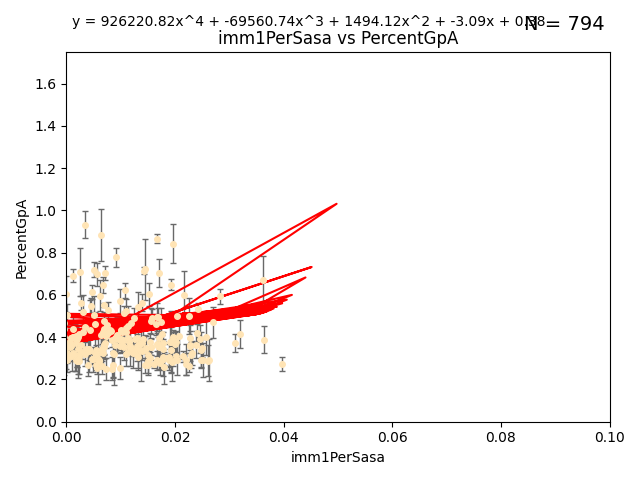 y = 926220.82x^4 + -69560.74x^3 + 1494.12x^2 + -3.09x + 0.38
N = 794
imm1PerSasa vs PercentGpA
PercentGpA
1.6
1.4
1.2
1.0
0.8
0.6
0.4
0.2
0.0
0.00 0.02 0.04 0.06 0.08 0.10
imm1PerSasa